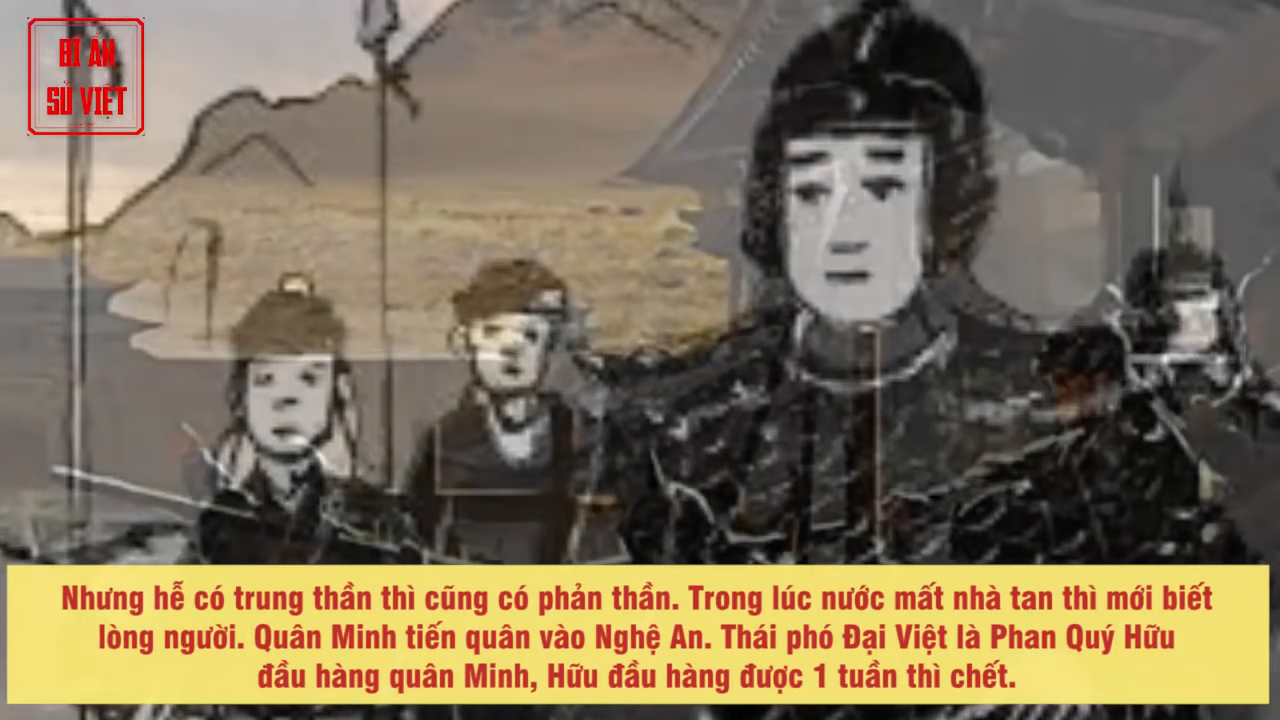 BÍ ẨN
SỬ VIỆT
Nhưng hễ có trung thần thì cũng có phản thần. Trong lúc nước mất nhà tan thì mới biết
lòng người. Quân Minh tiến quân vào Nghệ An. Thái phó Đại Việt là Phan Quý Hữu
đầu hàng quân Minh, Hữu đầu hàng được 1 tuần thì chết.